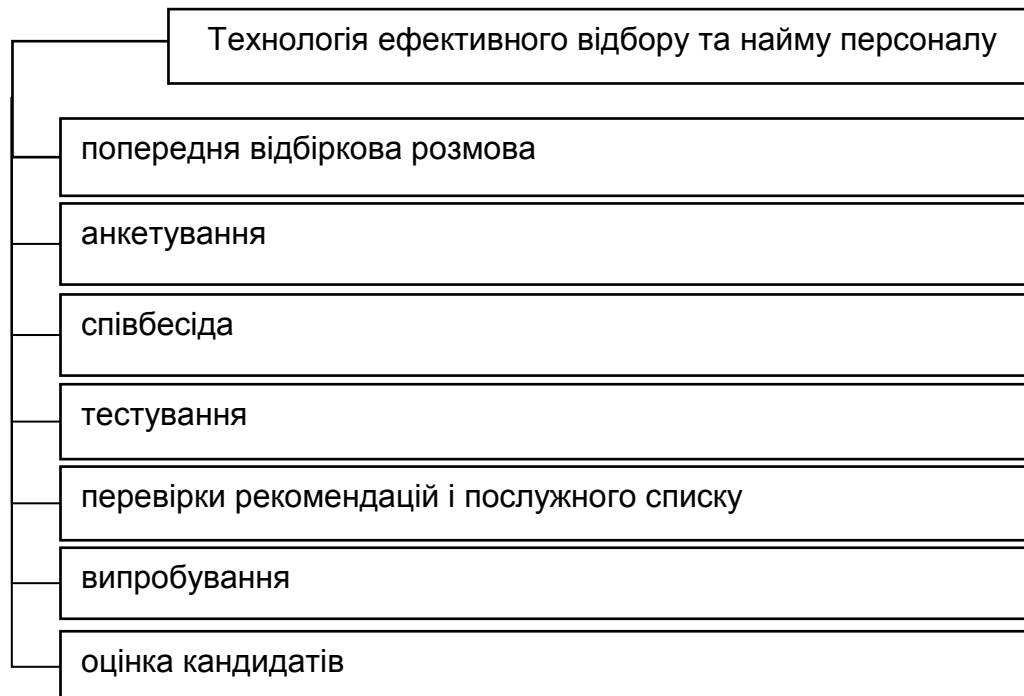 Технологія ефективного відбору та найму персоналу
попередня відбіркова розмова
анкетування
співбесіда
тестування
перевірки рекомендацій і послужного списку
випробування
оцінка кандидатів